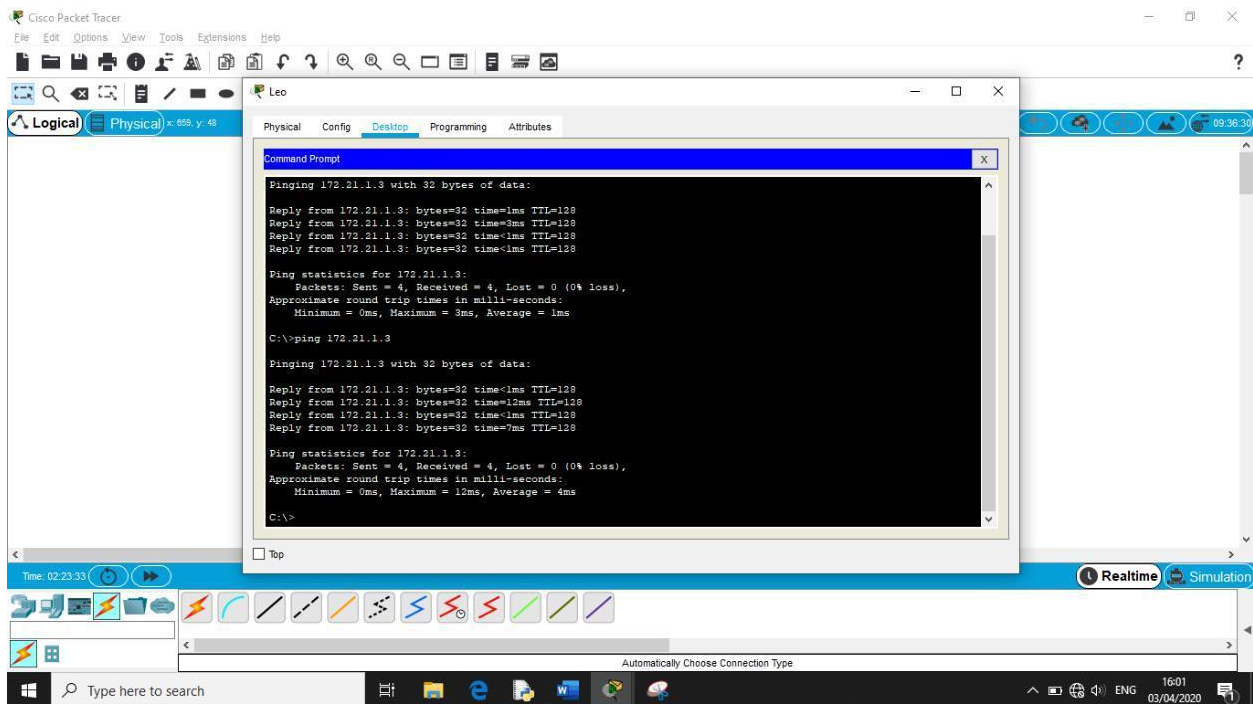 Cisco Packet Tracer
File Edit Options View Tools Extensions Help
?
Leo
Logical Physical x: 659, y: 48
09:36:30
Physical Config Desktop Programming Attributes
Command Prompt
X
Pinging 172.21.1.3 with 32 bytes of data:
Reply from 172.21.1.3: bytes=32 time=1ms TTL=128
Reply from 172.21.1.3: bytes=32 time=3ms TTL=128
Reply from 172.21.1.3: bytes=32 time<1ms TTL=128
Reply from 172.21.1.3: bytes=32 time<1ms TTL=128
Ping statistics for 172.21.1.3:
Packets: Sent = 4, Received = 4, Lost = 0 (0% loss),
Approximate round trip times in milli-seconds:
Minimum = 0ms, Maximum = 3ms, Average = 1ms
C:\>ping 172.21.1.3
Pinging 172.21.1.3 with 32 bytes of data:
Reply from 172.21.1.3: bytes=32 time<1ms TTL=128
Reply from 172.21.1.3: bytes=32 time=12ms TTL=128
Reply from 172.21.1.3: bytes=32 time<1ms TTL=128
Reply from 172.21.1.3: bytes=32 time=7ms TTL=128
Ping statistics for 172.21.1.3:
Packets: Sent = 4, Received = 4, Lost = 0 (0% loss),
Approximate round trip times in milli-seconds:
Minimum = 0ms, Maximum = 12ms, Average = 4ms
C:\>
Top
Time: 02:23:33
Realtime Simulation
Automatically Choose Connection Type
Type here to search
ENG
16:01
03/04/2020